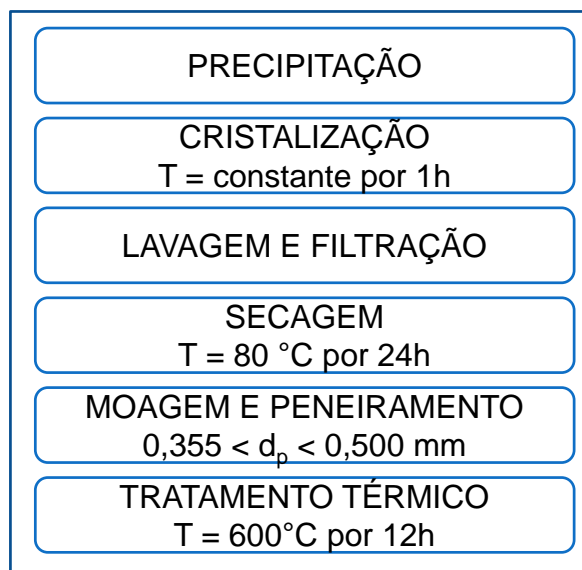 PRECIPITAÇÃO
CRISTALIZAÇÃO
T = constante por 1h
LAVAGEM E FILTRAÇÃO
SECAGEM
T = 80 °C por 24h
MOAGEM E PENEIRAMENTO
0,355 < dp < 0,500 mm
TRATAMENTO TÉRMICO
T = 600°C por 12h